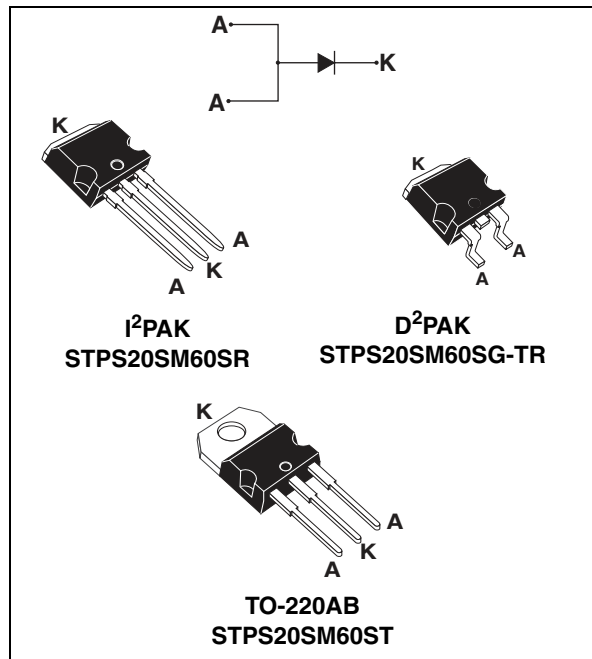 A
K
A
K
A
K
A
I²PAK
STPS20SM60SR
K
A
A
D²PAK
STPS20SM60SG-TR
K
A
K
A
TO-220AB
STPS20SM60ST